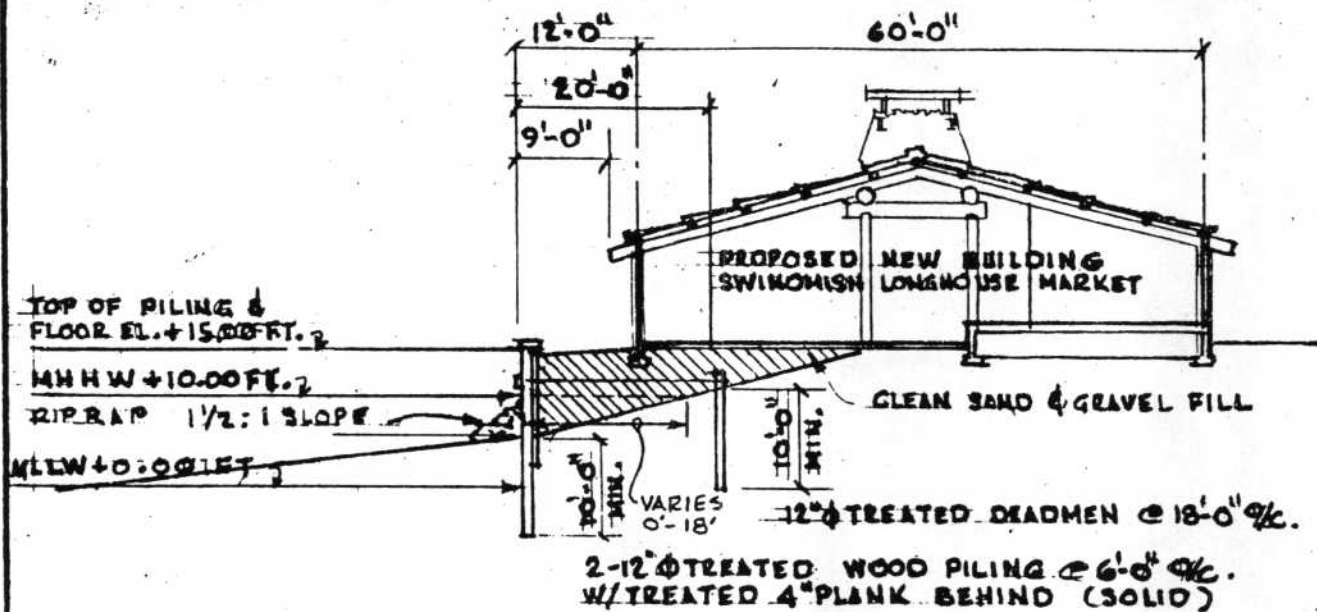 12'-0" 60'-0"
20'-0"
9'-0"
PROPOSED NEW BUILDING
SWINOMISH LONGHOUSE MARKET
TOP OF PILING &
FLOOR EL. +15.00 FT.
MHHW +10.00 FT.
RIPRAP 1 1/2:1 SLOPE
CLEAN SAND & GRAVEL FILL
MLLW +0.00 FT
10'-0"
MIN.
VARIES
0'-18'
10'-0"
MIN.
12"φ TREATED DEADMEN @ 18'-0" O/C.
2-12"φ TREATED WOOD PILING @ 6'-0" O/C.
W/TREATED 4" PLANK BEHIND (SOLID)